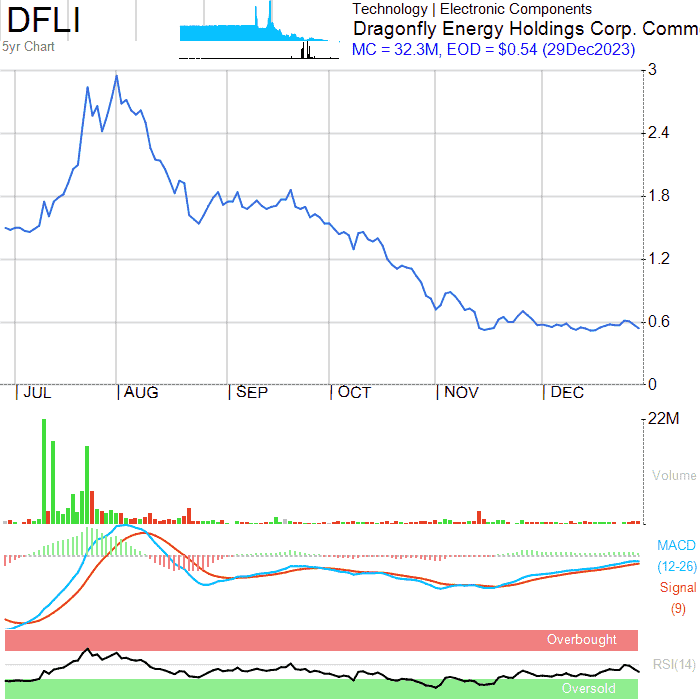 DFLI
5yr Chart
Technology | Electronic Components
Dragonfly Energy Holdings Corp. Comm
MC = 32.3M, EOD = $0.54 (29Dec2023)
3
2.4
1.8
1.2
0.6
0
JUL AUG SEP OCT NOV DEC
22M
Volume
MACD
(12-26)
Signal
(9)
Overbought
RSI(14)
Oversold